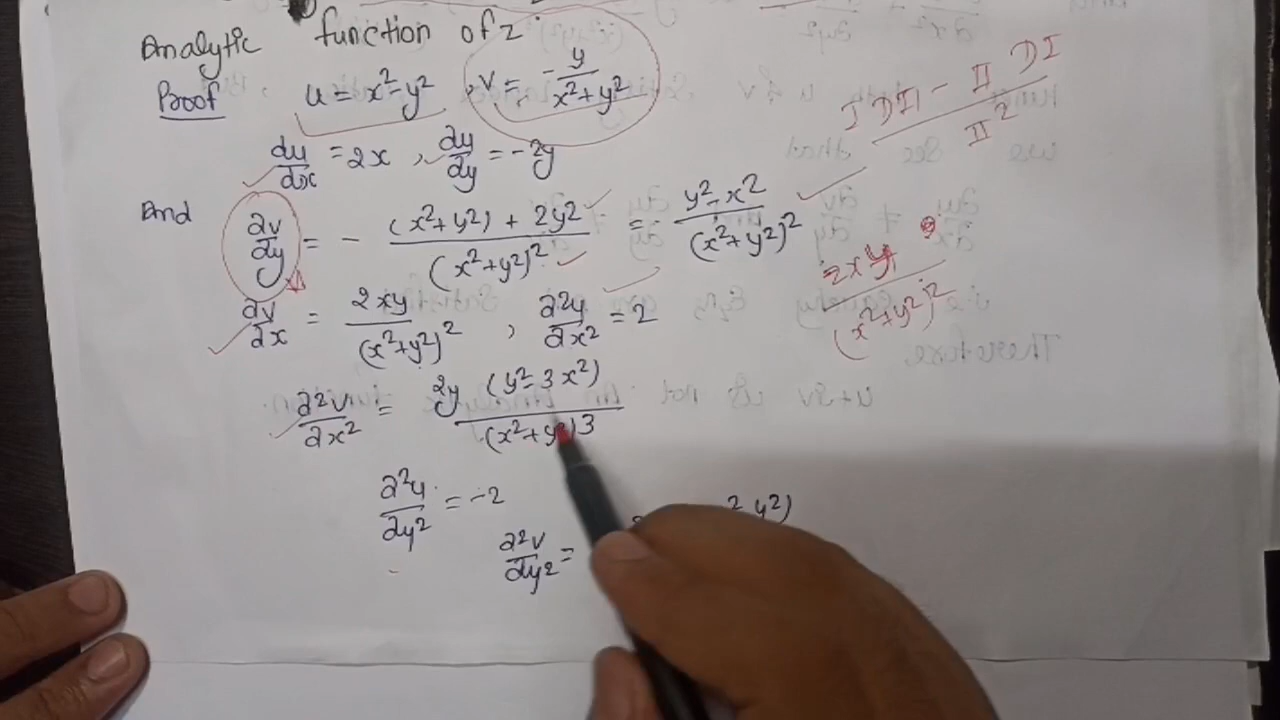 Analytic function of z.
Proof u = x²-y² , v = -y/(x²+y²)
∂u/∂x = 2x , ∂u/∂y = -2y
And ∂v/∂y = - ((x²+y²) + 2y²)/(x²+y²)² = (y²-x²)/(x²+y²)²
I DII - II DI / II²
2xy/(x²+y²)²
∂v/∂x = 2xy/(x²+y²)² , ∂²u/∂x² = 2
∂²v/∂x² = 2y (y²-3x²)/(x²+y²)3
∂²u/∂y² = -2
∂²v/∂y2 =